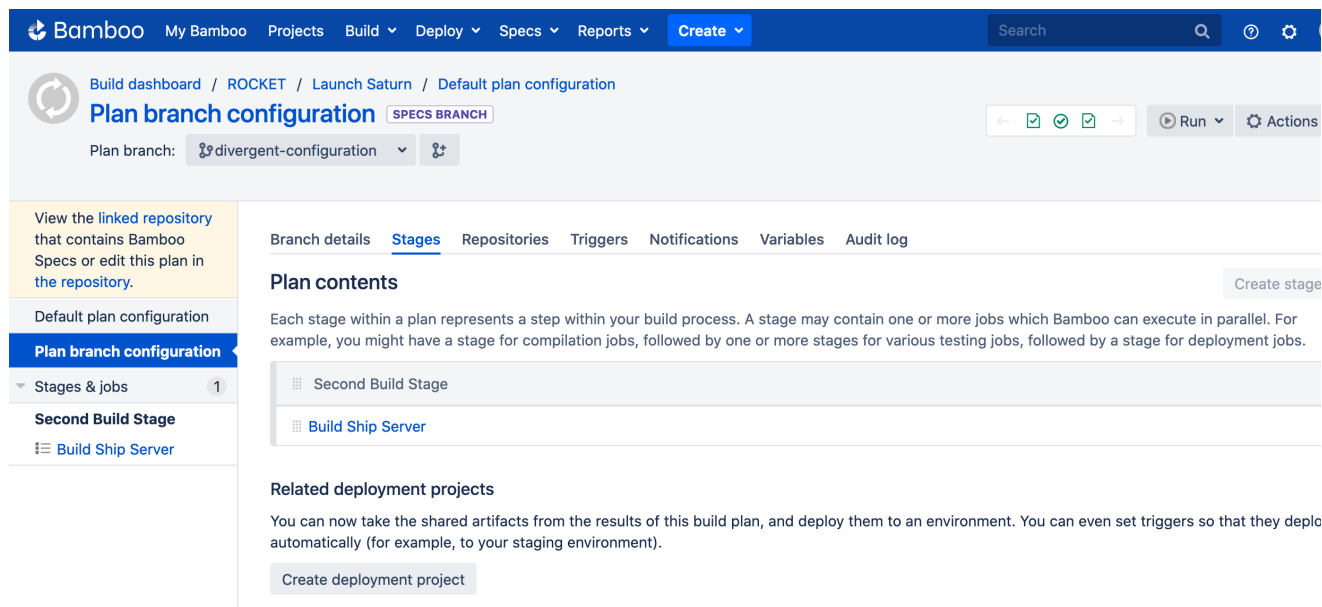 Bamboo My Bamboo Projects Build Deploy Specs Reports Create Search
Build dashboard / ROCKET / Launch Saturn / Default plan configuration
Plan branch configuration SPECS BRANCH
Run Actions
Plan branch: divergent-configuration
View the linked repository
that contains Bamboo
Specs or edit this plan in
the repository.
Default plan configuration
Plan branch configuration
Stages & jobs 1
Second Build Stage
Build Ship Server
Branch details Stages Repositories Triggers Notifications Variables Audit log
Plan contents
Create stage
Each stage within a plan represents a step within your build process. A stage may contain one or more jobs which Bamboo can execute in parallel. For
example, you might have a stage for compilation jobs, followed by one or more stages for various testing jobs, followed by a stage for deployment jobs.
Second Build Stage
Build Ship Server
Related deployment projects
You can now take the shared artifacts from the results of this build plan, and deploy them to an environment. You can even set triggers so that they deplo
automatically (for example, to your staging environment).
Create deployment project